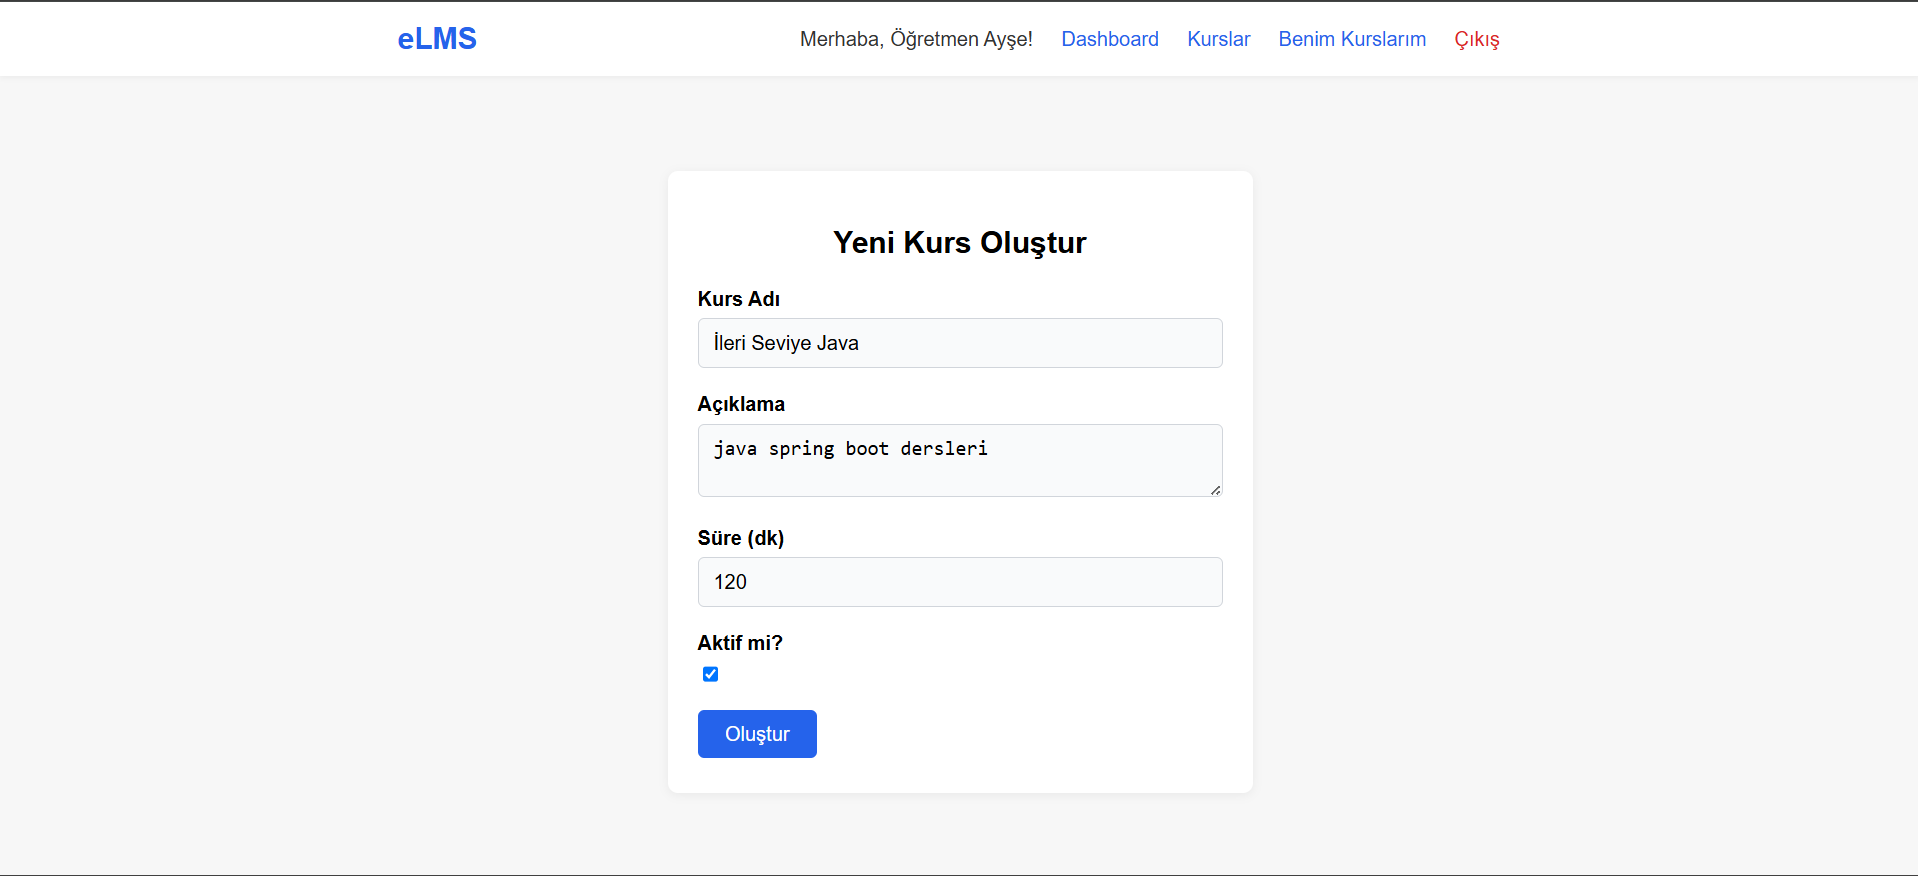 eLMS
Merhaba, Öğretmen Ayşe! Dashboard Kurslar Benim Kurslarım Çıkış
Yeni Kurs Oluştur
Kurs Adı
İleri Seviye Java
Açıklama
java spring boot dersleri
Süre (dk)
120
Aktif mi?
Oluştur